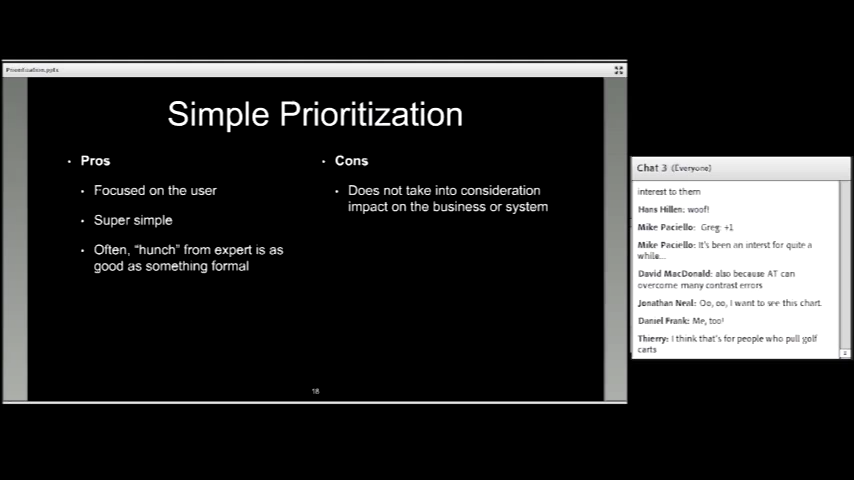 Prioritization.pptx
Simple Prioritization
• Pros
• Focused on the user
• Super simple
• Often, “hunch” from expert is as
good as something formal
• Cons
• Does not take into consideration
impact on the business or system
18
Chat 3 (Everyone)
interest to them
Hans Hillen: woof!
Mike Paciello: Greg: +1
Mike Paciello: It's been an interst for quite a
while...
David MacDonald: also because AT can
overcome many contrast errors
Jonathan Neal: Oo, oo, I want to see this chart.
Daniel Frank: Me, too!
Thierry: I think that's for people who pull golf
carts